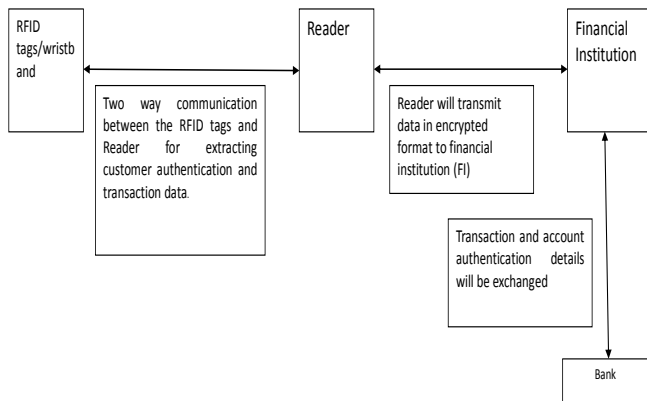 RFID
tags/wristb
and
Reader
Financial
Institution
Two way communication
between the RFID tags and
Reader for extracting
customer authentication and
transaction data.
Reader will transmit
data in encrypted
format to financial
institution (FI)
Transaction and account
authentication details
will be exchanged
Bank